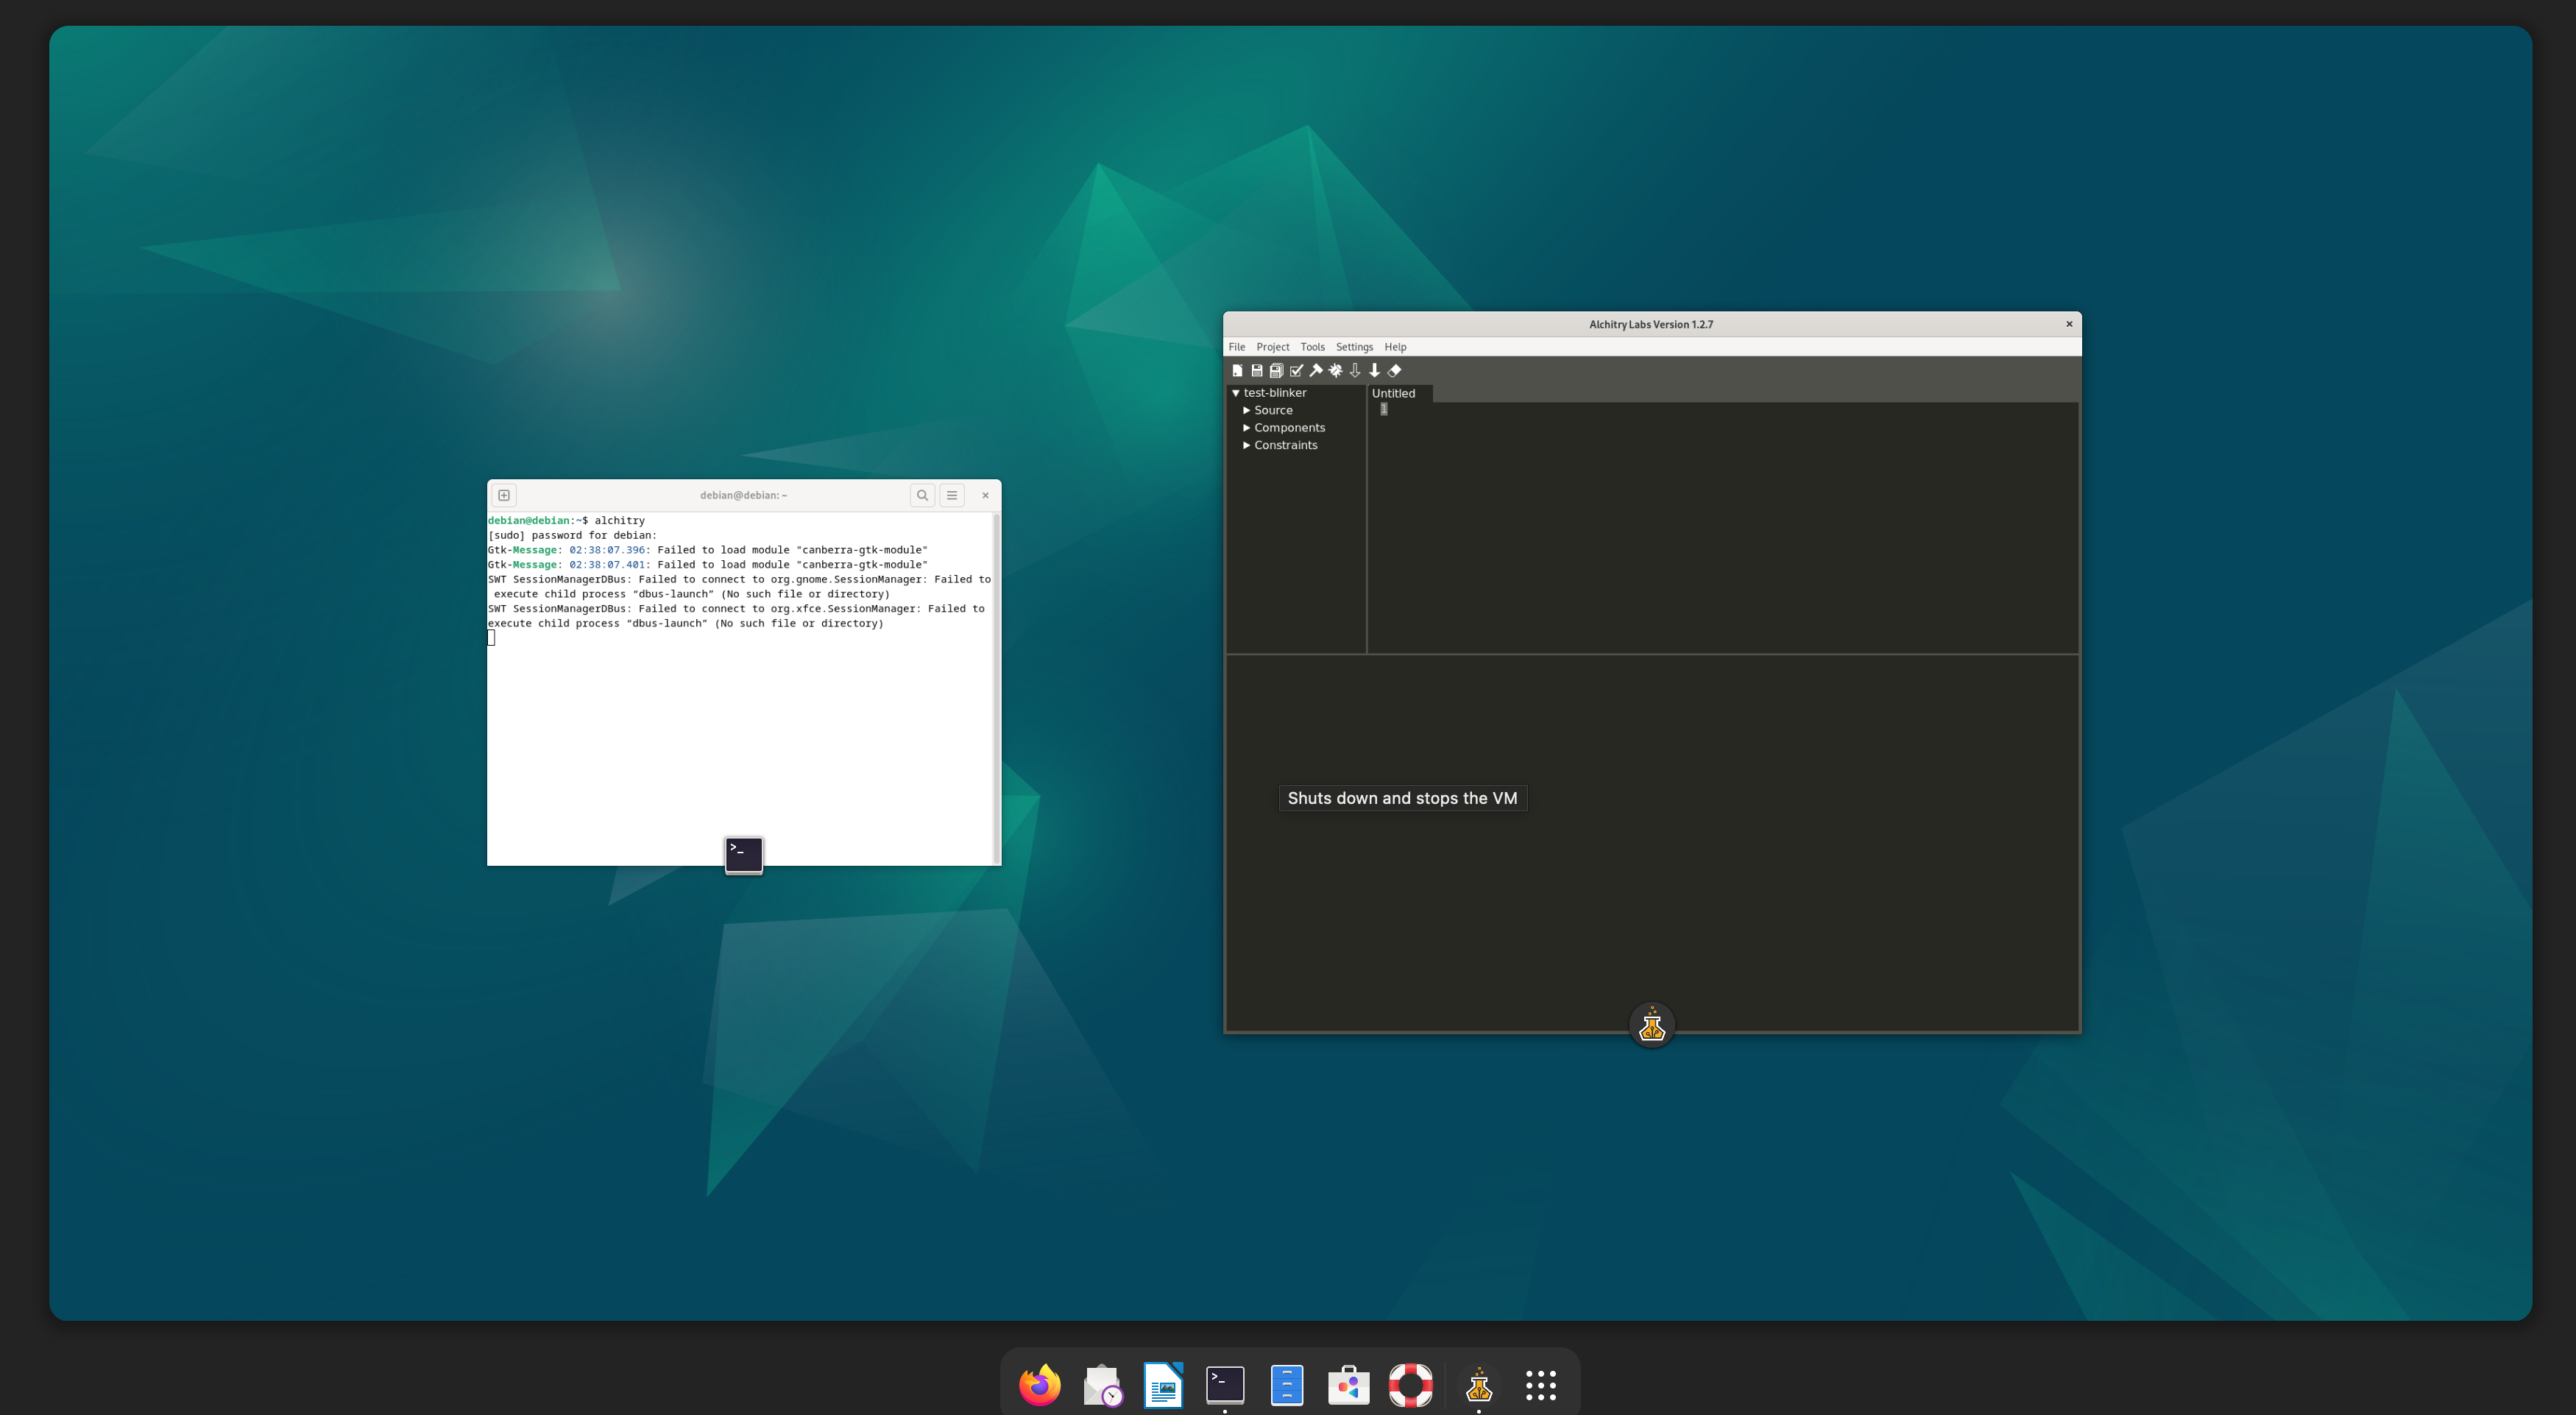 debian@debian: ~
debian@debian:~$ alchitry
[sudo] password for debian:
Gtk-Message: 02:38:07.396: Failed to load module "canberra-gtk-module"
Gtk-Message: 02:38:07.401: Failed to load module "canberra-gtk-module"
SWT SessionManagerDBus: Failed to connect to org.gnome.SessionManager: Failed to
execute child process “dbus-launch” (No such file or directory)
SWT SessionManagerDBus: Failed to connect to org.xfce.SessionManager: Failed to
execute child process “dbus-launch” (No such file or directory)
>_
Alchitry Labs Version 1.2.7
File Project Tools Settings Help
test-blinker
Source
Components
Constraints
Untitled
1
Shuts down and stops the VM
>_